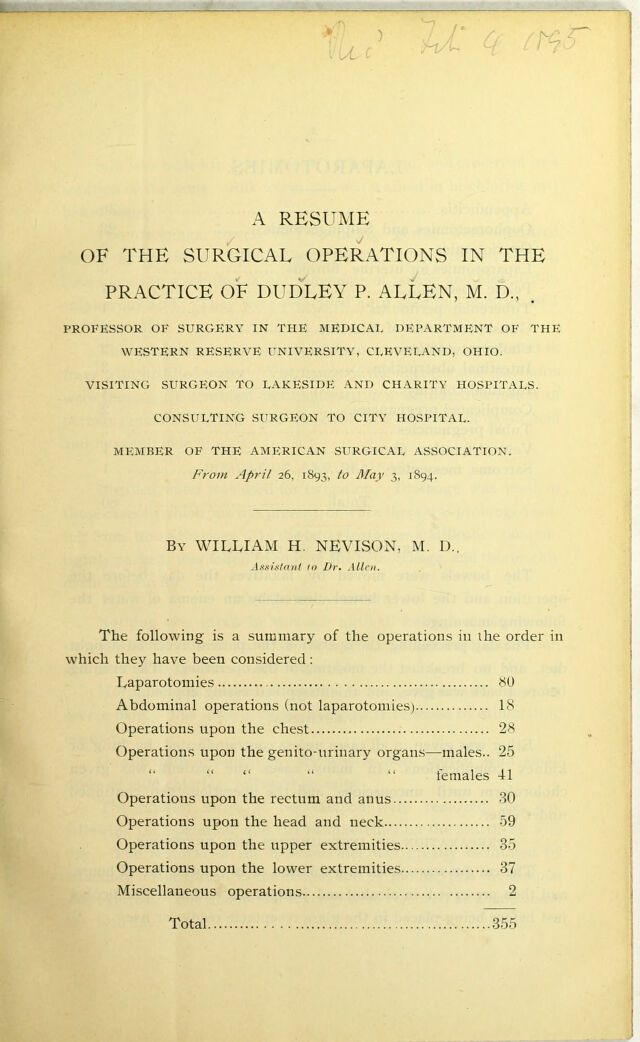 Rec'd Feb 4 1895
A RESUME
OF THE SURGICAL OPERATIONS IN THE
PRACTICE OF DUDLEY P. ALLEN, M. D.,
PROFESSOR OF SURGERY IN THE MEDICAL DEPARTMENT OF THE
WESTERN RESERVE UNIVERSITY, CLEVELAND, OHIO.
VISITING SURGEON TO LAKESIDE AND CHARITY HOSPITALS.
CONSULTING SURGEON TO CITY HOSPITAL.
MEMBER OF THE AMERICAN SURGICAL ASSOCIATION.
From April 26, 1893, to May 3, 1894.
BY WILLIAM H. NEVISON, M. D.,
Assistant to Dr. Allen.
The following is a summary of the operations in the order in
which they have been considered:
Laparotomies................................................ 80
Abdominal operations (not laparotomies).............. 18
Operations upon the chest.................................. 28
Operations upon the genito-urinary organs—males.. 25
“ “ “ “ “ females 41
Operations upon the rectum and anus.................. 30
Operations upon the head and neck.................... 59
Operations upon the upper extremities................. 35
Operations upon the lower extremities................. 37
Miscellaneous operations.................................... 2
Total.....................................................355